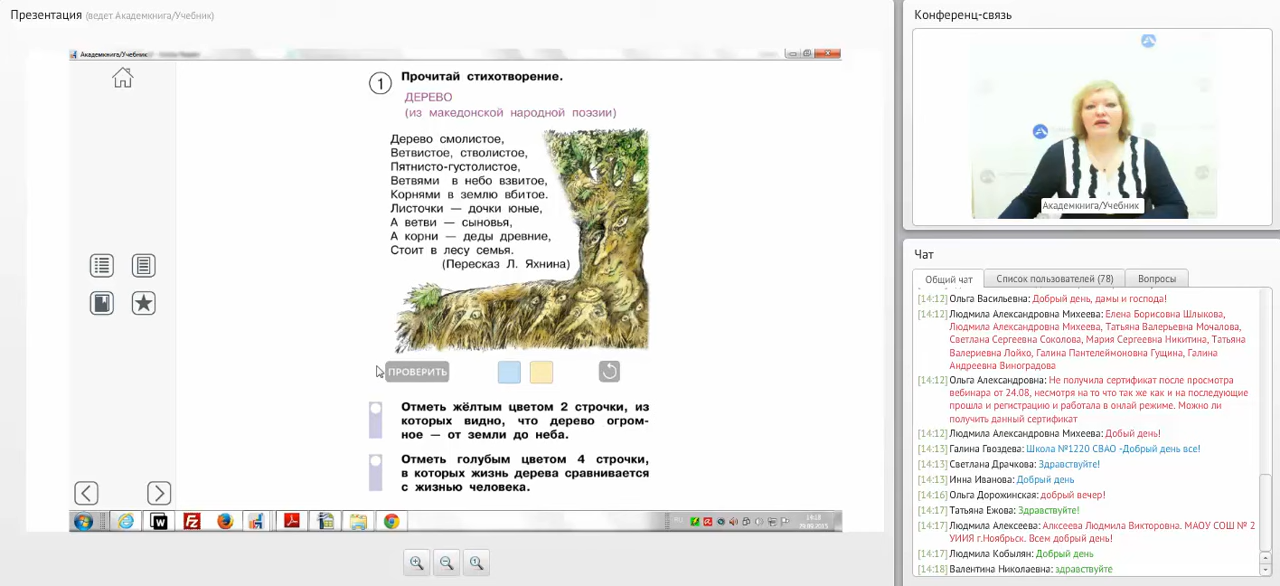 Презентация (ведет Академкнига/Учебник)
Академкнига/Учебник
1 Прочитай стихотворение.
ДЕРЕВО
(из македонской народной поэзии)
Дерево смолистое,
Ветвистое, стволистое,
Пятнисто-густолистое,
Ветвями в небо взвитое,
Корнями в землю вбитое.
Листочки — дочки юные,
А ветви — сыновья,
А корни — деды древние,
Стоит в лесу семья.
(Пересказ Л. Яхнина)
ПРОВЕРИТЬ
Отметь жёлтым цветом 2 строчки, из
которых видно, что дерево огром-
ное — от земли до неба.
Отметь голубым цветом 4 строчки,
в которых жизнь дерева сравнивается
с жизнью человека.
Конференц-связь
Академкнига/Учебник
Чат
Общий чат
Список пользователей (78)
Вопросы
[14:12] Ольга Васильевна: Добрый день, дамы и господа!
[14:12] Людмила Александровна Михеева: Елена Борисовна Шлыкова,
Людмила Александровна Михеева, Татьяна Валерьевна Мочалова,
Светлана Сергеевна Соколова, Мария Сергеевна Никитина, Татьяна
Валериевна Лойко, Галина Пантелеймоновна Гущина, Галина
Андреевна Виноградова
[14:12] Ольга Александровна: Не получила сертификат после просмотра
вебинара от 24.08, несмотря на то что так же как и на последующие
прошла и регистрацию и работала в онлай режиме. Можно ли
получить данный сертификат
[14:12] Людмила Александровна Михеева: Добый день!
[14:13] Галина Гвоздева: Школа №1220 СВАО -Добрый день все!
[14:13] Светлана Драчкова: Здравствуйте!
[14:13] Инна Иванова: Добрый день
[14:16] Ольга Дорожинская: добрый вечер!
[14:17] Татьяна Ежова: Здравствуйте!
[14:17] Людмила Алексеева: Алксеева Людмила Викторовна. МАОУ СОШ № 2
УИИЯ г.Ноябрьск. Всем добрый день!
[14:17] Людмила Кобылян: Добрый день
[14:18] Валентина Николаевна: здравствуйте